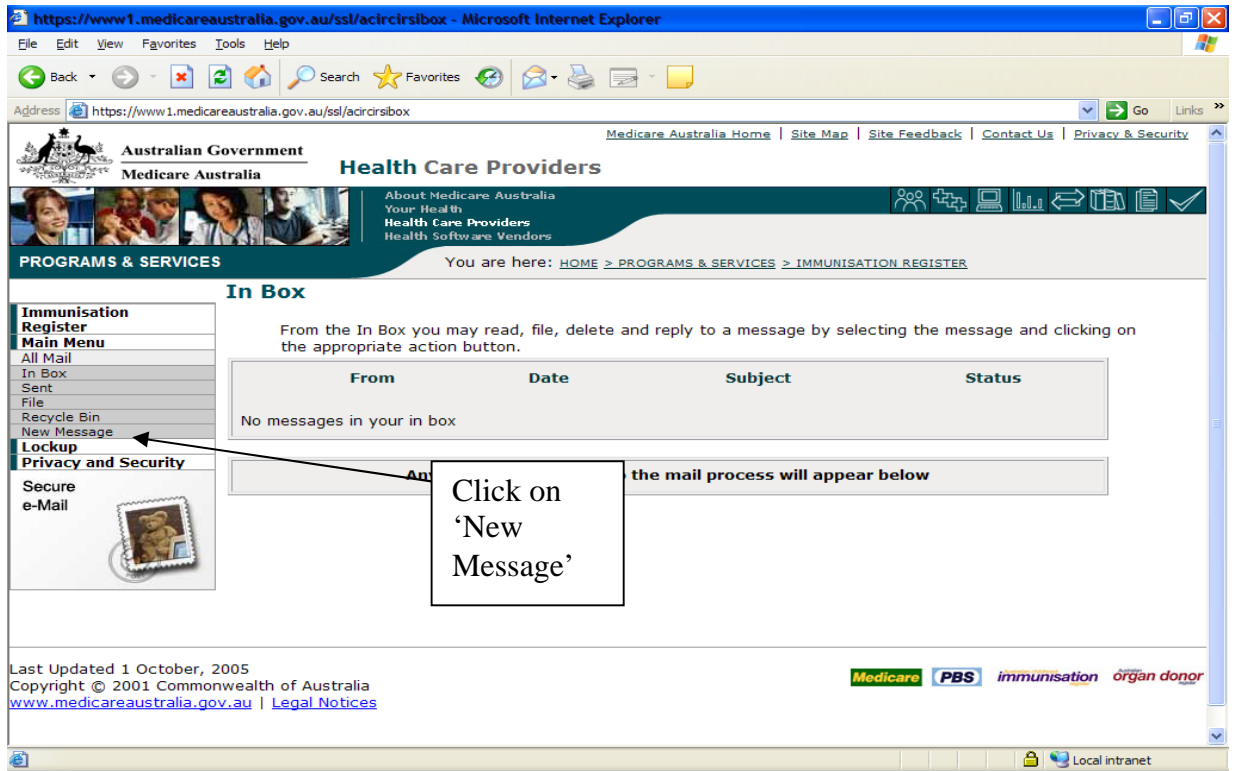 https://www1.medicareaustralia.gov.au/ssl/acircirsibox - Microsoft Internet Explorer
File Edit View Favorites Tools Help
Back Search Favorites
Address https://www1.medicareaustralia.gov.au/ssl/acircirsibox Go Links »
Medicare Australia Home | Site Map | Site Feedback | Contact Us | Privacy & Security
Australian Government
Medicare Australia
Health Care Providers
About Medicare Australia
Your Health
Health Care Providers
Health Software Vendors
PROGRAMS & SERVICES
You are here: HOME > PROGRAMS & SERVICES > IMMUNISATION REGISTER
In Box
Immunisation
Register
Main Menu
All Mail
In Box
Sent
File
Recycle Bin
New Message
Lockup
Privacy and Security
Secure
e-Mail
From the In Box you may read, file, delete and reply to a message by selecting the message and clicking on
the appropriate action button.
From Date Subject Status
No messages in your in box
the mail process will appear below
Click on
‘New
Message’
Last Updated 1 October, 2005
Copyright © 2001 Commonwealth of Australia
www.medicareaustralia.gov.au | Legal Notices
Medicare PBS immunisation organ donor
Local intranet